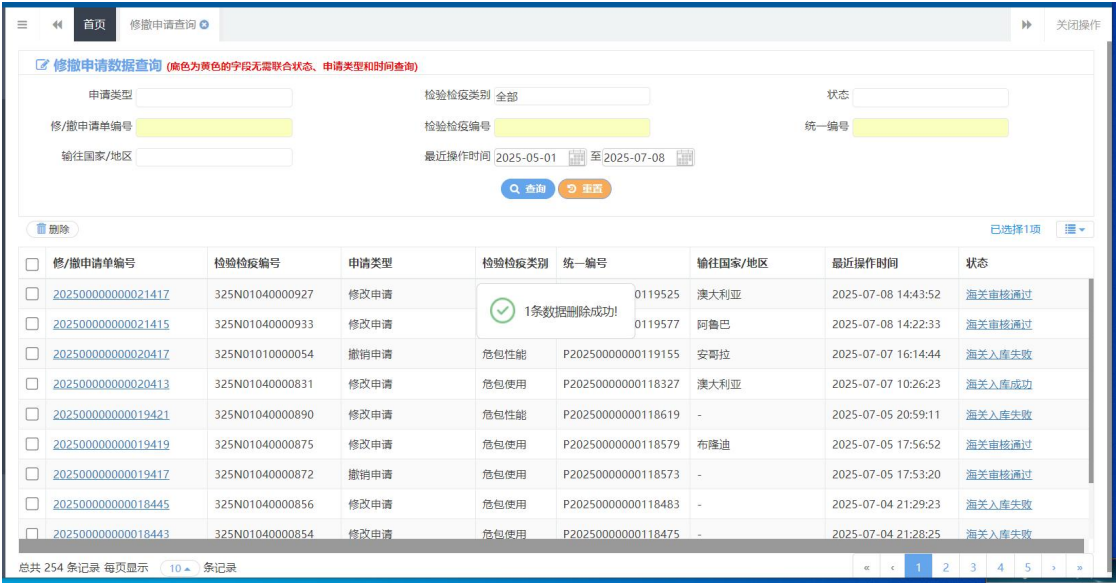 首页 修撤申请查询 关闭操作
修撤申请数据查询 (底色为黄色的字段无需联合状态、申请类型和时间查询)
申请类型 检验检疫类别 全部 状态
修/撤申请单编号 检验检疫编号 统一编号
输往国家/地区 最近操作时间 2025-05-01 至 2025-07-08
查询 重置
删除 已选择1项
修/撤申请单编号 检验检疫编号 申请类型 检验检疫类别 统一编号 输往国家/地区 最近操作时间 状态
202500000000021417 325N01040000927 修改申请 0119525 澳大利亚 2025-07-08 14:43:52 海关审核通过
1条数据删除成功!
202500000000021415 325N01040000933 修改申请 0119577 阿鲁巴 2025-07-08 14:22:33 海关审核通过
202500000000020417 325N01010000054 撤销申请 危包性能 P20250000000119155 安哥拉 2025-07-07 16:14:44 海关入库失败
202500000000020413 325N01040000831 修改申请 危包使用 P20250000000118327 澳大利亚 2025-07-07 10:26:23 海关入库成功
202500000000019421 325N01040000890 修改申请 危包性能 P20250000000118619 - 2025-07-05 20:59:11 海关入库失败
202500000000019419 325N01040000875 修改申请 危包使用 P20250000000118579 布隆迪 2025-07-05 17:56:52 海关审核通过
202500000000019417 325N01040000872 撤销申请 危包使用 P20250000000118573 - 2025-07-05 17:53:20 海关审核通过
202500000000018445 325N01040000856 修改申请 危包使用 P20250000000118483 - 2025-07-04 21:29:23 海关入库失败
202500000000018443 325N01040000854 修改申请 危包使用 P20250000000118475 - 2025-07-04 21:28:25 海关入库失败
总共 254 条记录 每页显示 10 条记录 « ‹ 1 2 3 4 5 › »